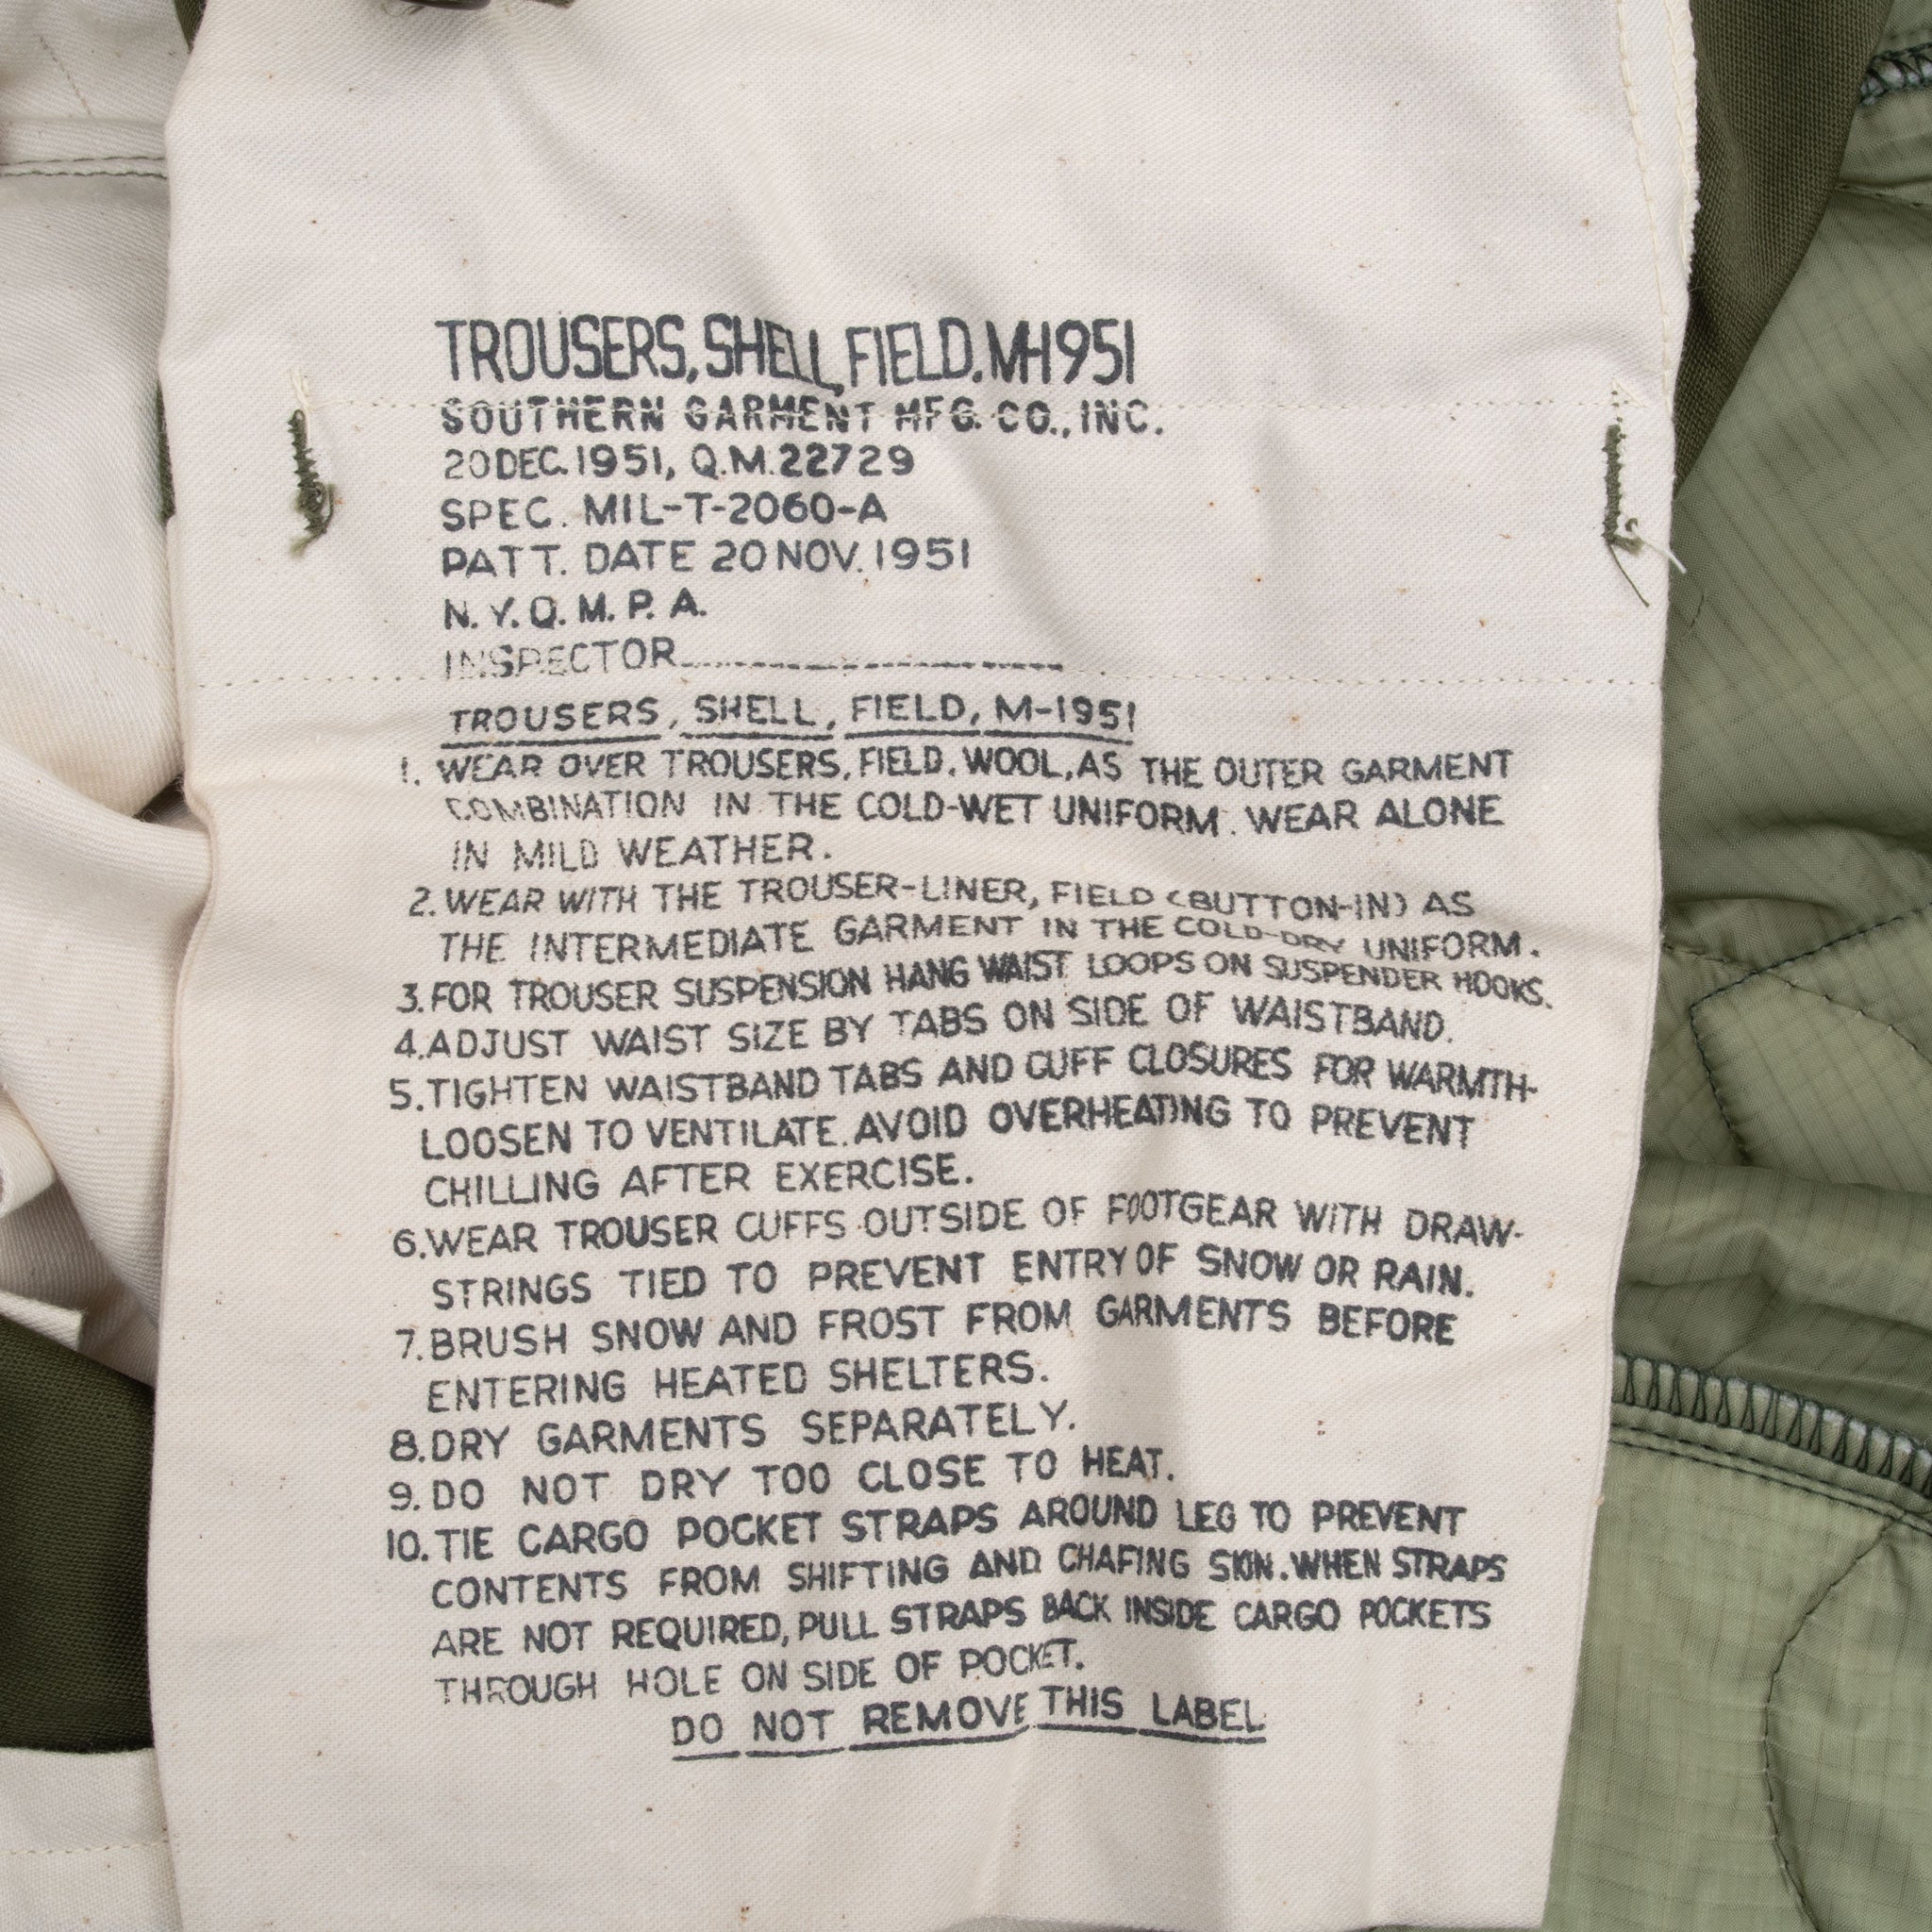 TROUSERS, SHELL, FIELD, M-1951
SOUTHERN GARMENT MFG. CO., INC.
20 DEC. 1951, Q.M. 22729
SPEC. MIL-T-2060-A
PATT. DATE 20 NOV. 1951
N.Y.Q.M.P.A.
INSPECTOR
TROUSERS, SHELL, FIELD, M-1951
1. WEAR OVER TROUSERS, FIELD, WOOL, AS THE OUTER GARMENT
COMBINATION IN THE COLD-WET UNIFORM. WEAR ALONE
IN MILD WEATHER.
2. WEAR WITH THE TROUSER-LINER, FIELD (BUTTON-IN) AS
THE INTERMEDIATE GARMENT IN THE COLD-DRY UNIFORM.
3. FOR TROUSER SUSPENSION HANG WAIST LOOPS ON SUSPENDER HOOKS.
4. ADJUST WAIST SIZE BY TABS ON SIDE OF WAISTBAND.
5. TIGHTEN WAISTBAND TABS AND CUFF CLOSURES FOR WARMTH-
LOOSEN TO VENTILATE. AVOID OVERHEATING TO PREVENT
CHILLING AFTER EXERCISE.
6. WEAR TROUSER CUFFS OUTSIDE OF FOOTGEAR WITH DRAW-
STRINGS TIED TO PREVENT ENTRY OF SNOW OR RAIN.
7. BRUSH SNOW AND FROST FROM GARMENTS BEFORE
ENTERING HEATED SHELTERS.
8. DRY GARMENTS SEPARATELY.
9. DO NOT DRY TOO CLOSE TO HEAT.
10. TIE CARGO POCKET STRAPS AROUND LEG TO PREVENT
CONTENTS FROM SHIFTING AND CHAFING SKIN. WHEN STRAPS
ARE NOT REQUIRED, PULL STRAPS BACK INSIDE CARGO POCKETS
THROUGH HOLE ON SIDE OF POCKET.
DO NOT REMOVE THIS LABEL